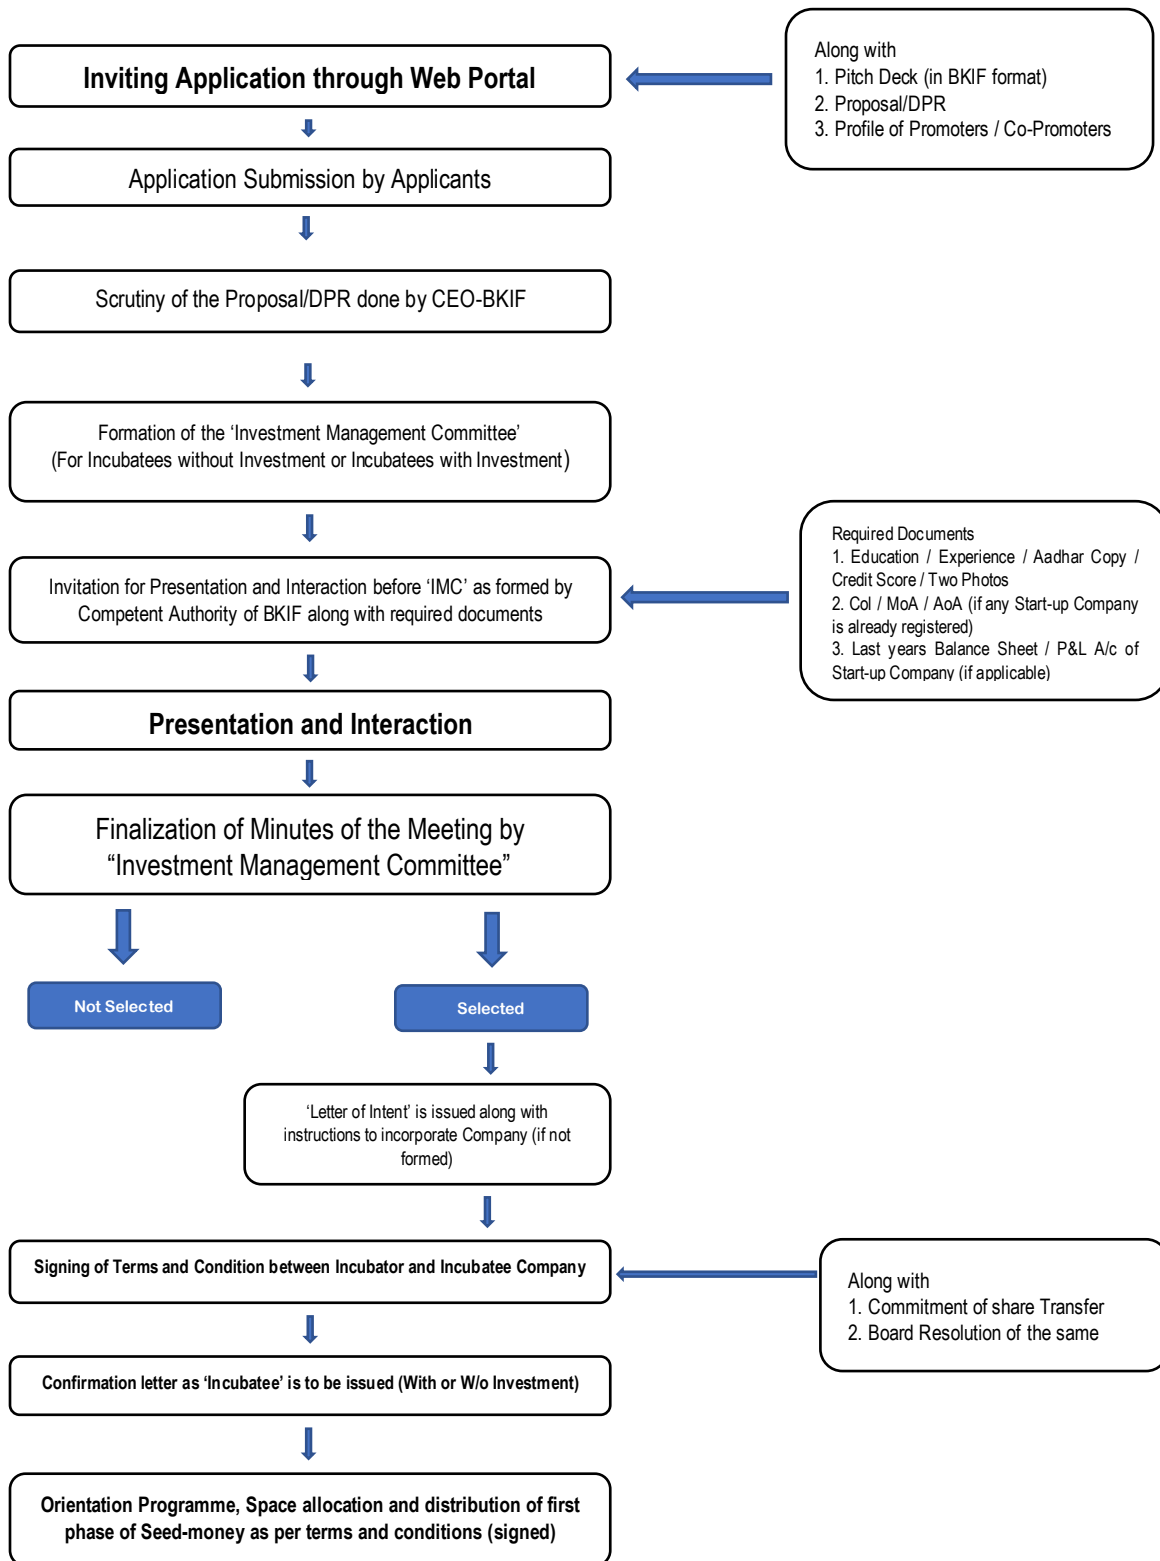 Inviting Application through Web Portal
Along with
1. Pitch Deck (in BKIF format)
2. Proposal/DPR
3. Profile of Promoters / Co-Promoters
Application Submission by Applicants
Scrutiny of the Proposal/DPR done by CEO-BKIF
Formation of the ‘Investment Management Committee’
(For Incubatees without Investment or Incubatees with Investment)
Invitation for Presentation and Interaction before ‘IMC’ as formed by
Competent Authority of BKIF along with required documents
Required Documents
1. Education / Experience / Aadhar Copy /
Credit Score / Two Photos
2. CoI / MoA / AoA (if any Start-up Company
is already registered)
3. Last years Balance Sheet / P&L A/c of
Start-up Company (if applicable)
Presentation and Interaction
Finalization of Minutes of the Meeting by
“Investment Management Committee”
Not Selected
Selected
‘Letter of Intent’ is issued along with
instructions to incorporate Company (if not
formed)
Signing of Terms and Condition between Incubator and Incubatee Company
Along with
1. Commitment of share Transfer
2. Board Resolution of the same
Confirmation letter as ‘Incubatee’ is to be issued (With or W/o Investment)
Orientation Programme, Space allocation and distribution of first
phase of Seed-money as per terms and conditions (signed)